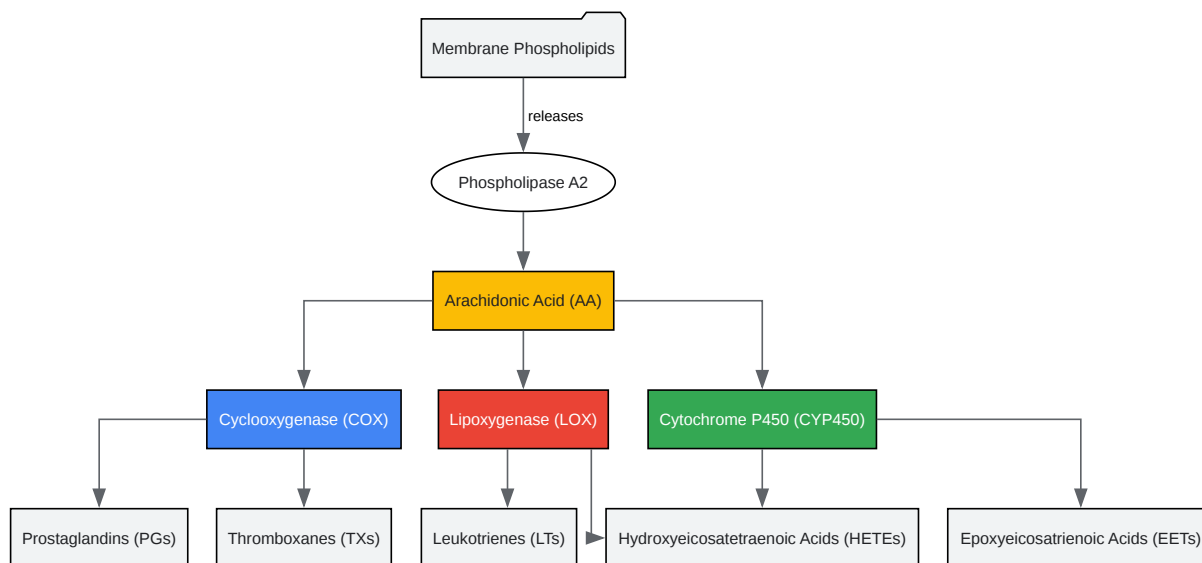 Membrane Phospholipids
releases
Phospholipase A2
Arachidonic Acid (AA)
Cyclooxygenase (COX)
Lipoxygenase (LOX)
Cytochrome P450 (CYP450)
Prostaglandins (PGs)
Thromboxanes (TXs)
Leukotrienes (LTs)
Hydroxyeicosatetraenoic Acids (HETEs)
Epoxyeicosatrienoic Acids (EETs)